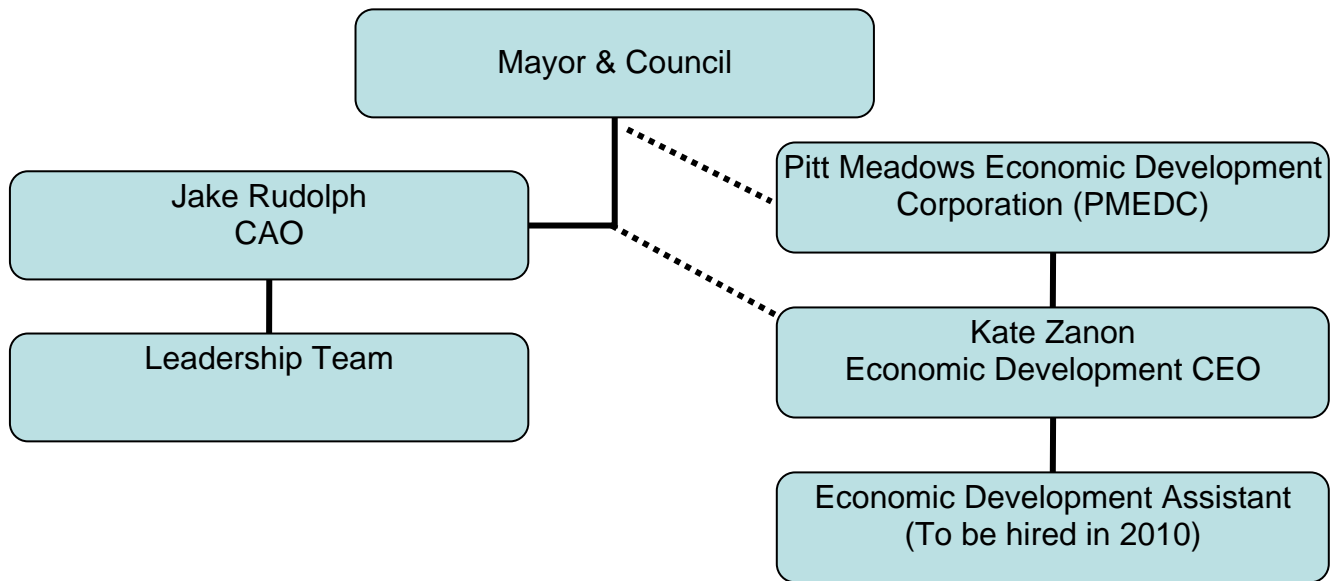 Mayor & Council
Jake Rudolph
CAO
Leadership Team
Pitt Meadows Economic Development
Corporation (PMEDC)
Kate Zanon
Economic Development CEO
Economic Development Assistant
(To be hired in 2010)